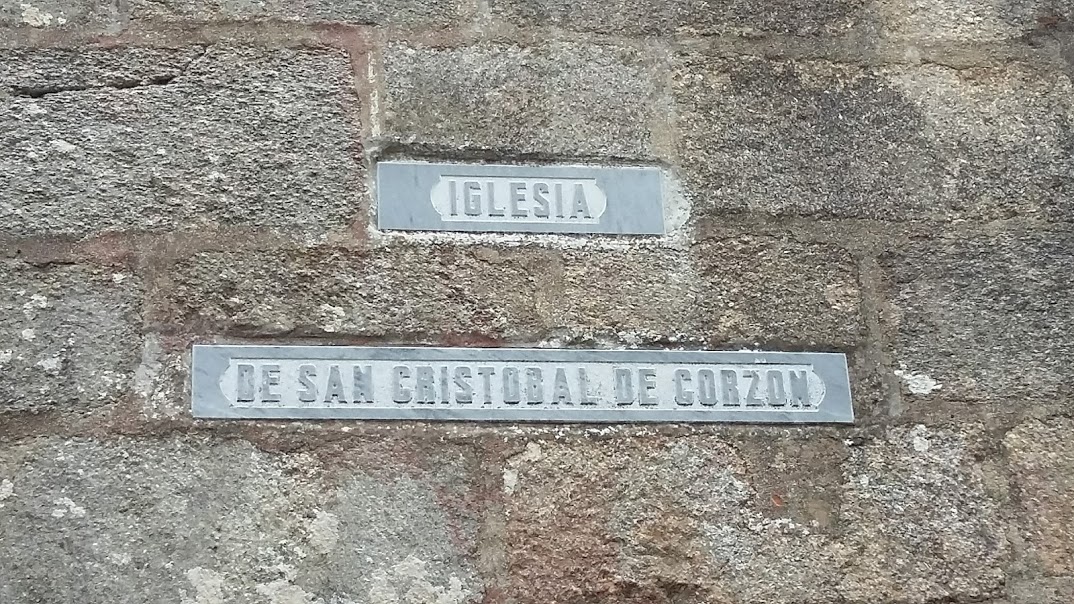 IGLESIA
DE SAN CRISTOBAL DE CORZON